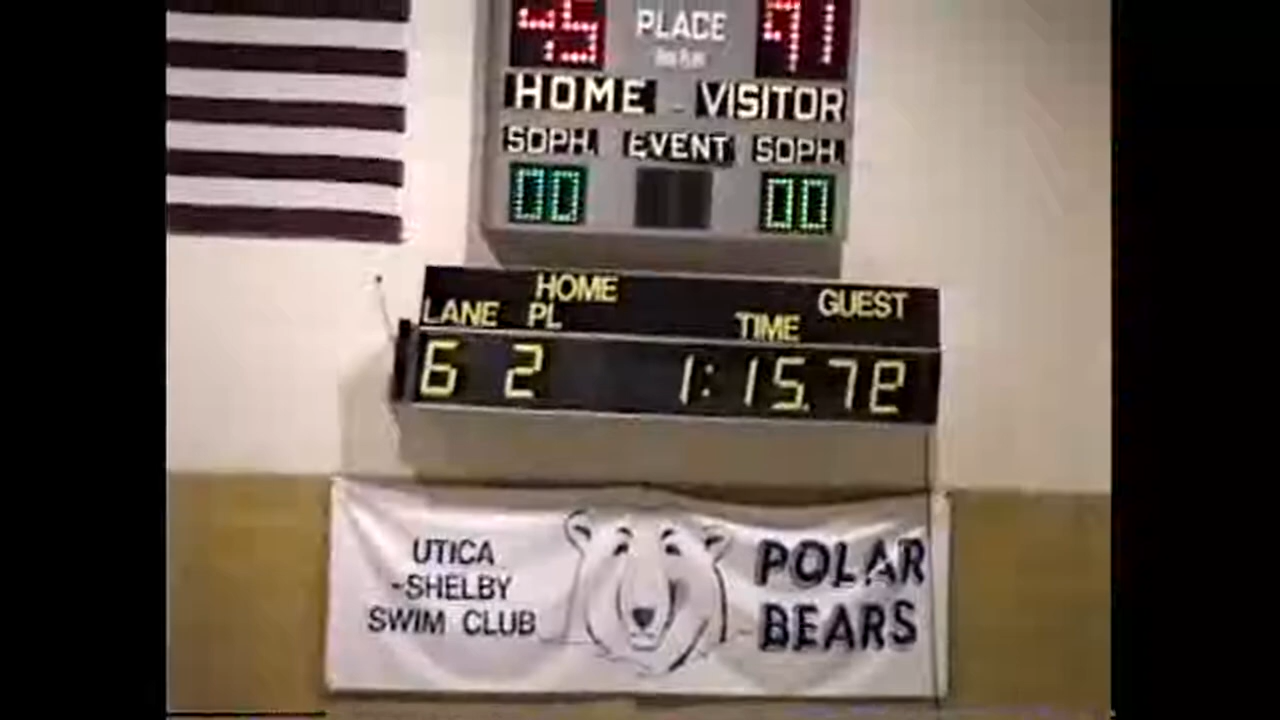 PLACE
HOME - VISITOR
SOPH. EVENT SOPH.
00 00
HOME GUEST
LANE PL TIME
6 2 1:15.78
UTICA
-SHELBY
SWIM CLUB
POLAR
BEARS